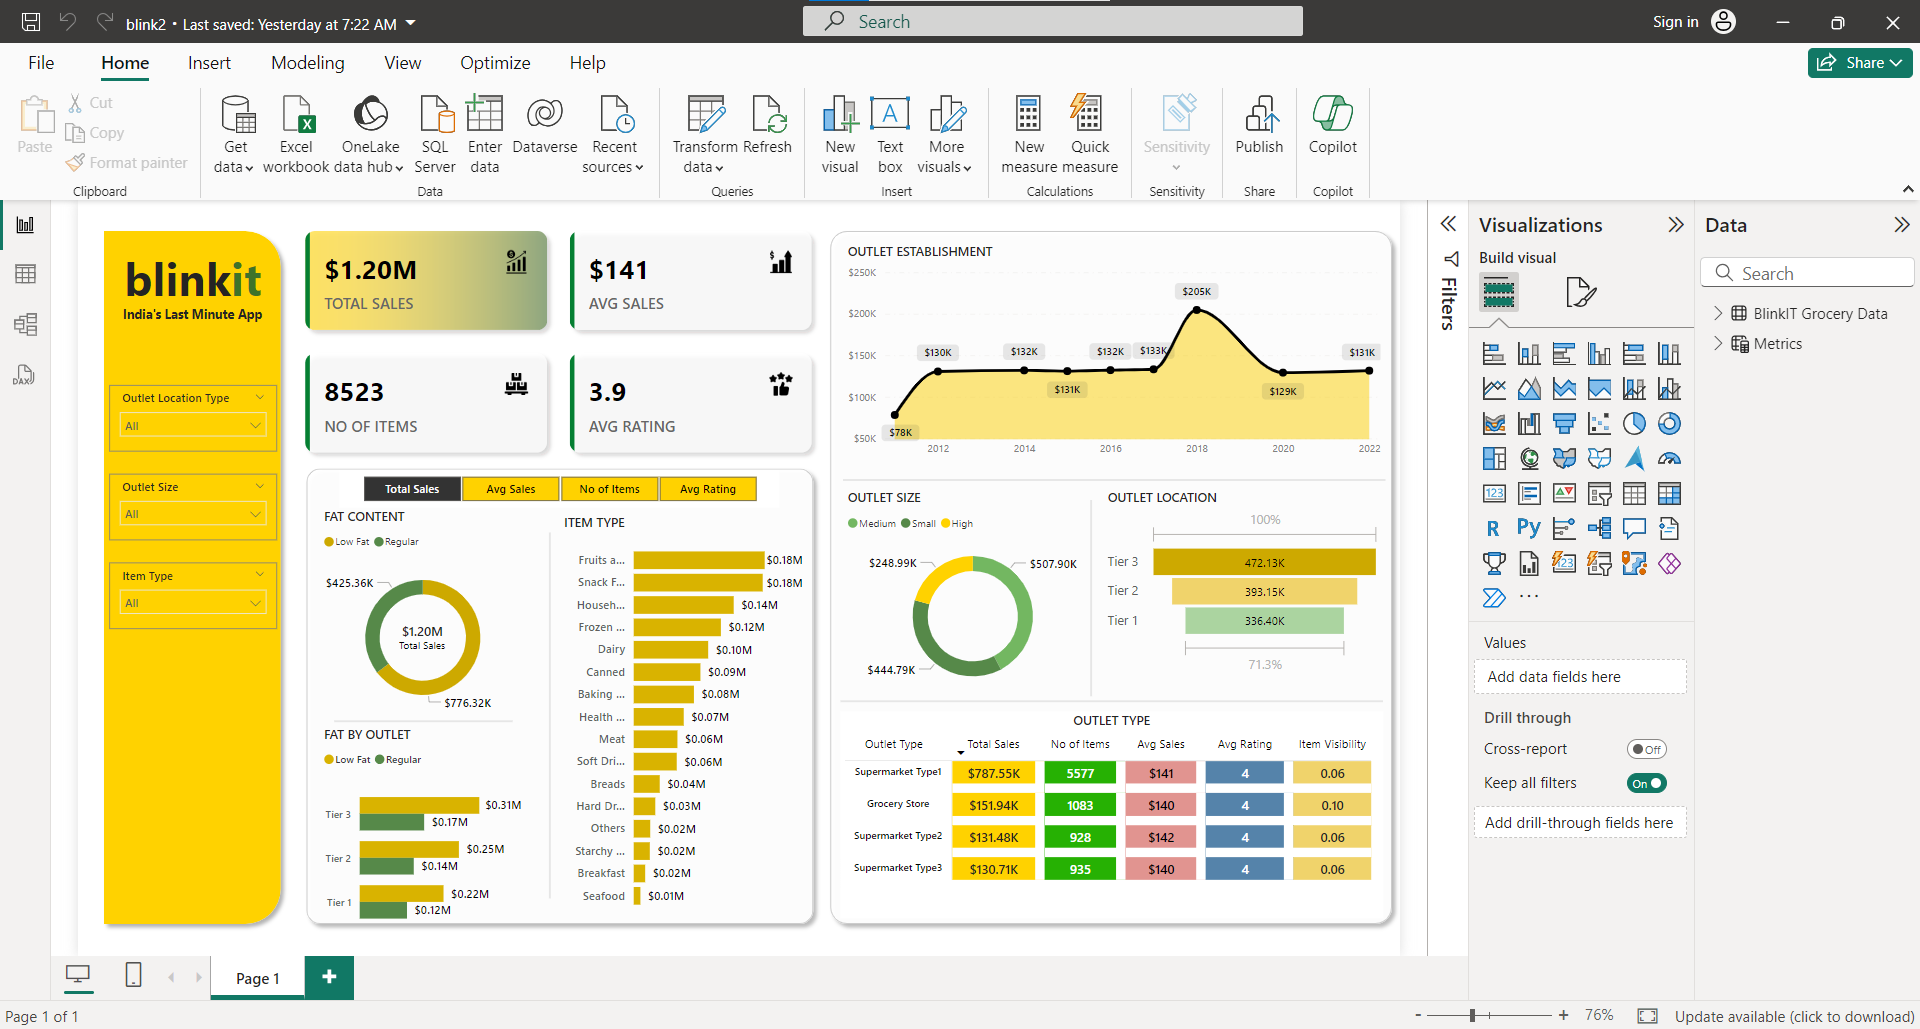 blink2 • Last saved: Yesterday at 7:22 AM
Search
Sign in
File
Home
Insert
Modeling
View
Optimize
Help
Share
Paste
Cut
Copy
Format painter
Clipboard
Get data
Excel workbook
OneLake data hub
SQL Server
Enter data
Dataverse
Recent sources
Data
Transform data
Refresh
Queries
New visual
Text box
More visuals
Insert
New measure
Quick measure
Calculations
Sensitivity
Sensitivity
Publish
Share
Copilot
Copilot
blinkit
India's Last Minute App
Outlet Location Type
All
Outlet Size
All
Item Type
All
$1.20M
TOTAL SALES
$141
AVG SALES
8523
NO OF ITEMS
3.9
AVG RATING
Total Sales
Avg Sales
No of Items
Avg Rating
FAT CONTENT
Low Fat Regular
$425.36K
$1.20M
Total Sales
$776.32K
FAT BY OUTLET
Low Fat Regular
Tier 3 $0.31M
$0.17M
Tier 2 $0.25M
$0.14M
Tier 1 $0.22M
$0.12M
ITEM TYPE
Fruits a... $0.18M
Snack F... $0.18M
Househ... $0.14M
Frozen ... $0.12M
Dairy $0.10M
Canned $0.09M
Baking ... $0.08M
Health ... $0.07M
Meat $0.06M
Soft Dri... $0.06M
Breads $0.04M
Hard Dr... $0.03M
Others $0.02M
Starchy ... $0.02M
Breakfast $0.02M
Seafood $0.01M
OUTLET ESTABLISHMENT
$250K
$200K
$150K
$100K
$50K
$78K
$130K
$132K
$131K
$132K
$133K
$205K
$129K
$131K
2012 2014 2016 2018 2020 2022
OUTLET SIZE
Medium Small High
$248.99K
$507.90K
$444.79K
OUTLET LOCATION
100%
Tier 3 472.13K
Tier 2 393.15K
Tier 1 336.40K
71.3%
OUTLET TYPE
Outlet Type Total Sales No of Items Avg Sales Avg Rating Item Visibility
Supermarket Type1 $787.55K 5577 $141 4 0.06
Grocery Store $151.94K 1083 $140 4 0.10
Supermarket Type2 $131.48K 928 $142 4 0.06
Supermarket Type3 $130.71K 935 $140 4 0.06
Filters
Visualizations
Build visual
123
R
Py
123
Values
Add data fields here
Drill through
Cross-report
Off
Keep all filters
On
Add drill-through fields here
Data
Search
BlinkIT Grocery Data
Metrics
DAX
Page 1
+
Page 1 of 1
- + 76%
Update available (click to download)